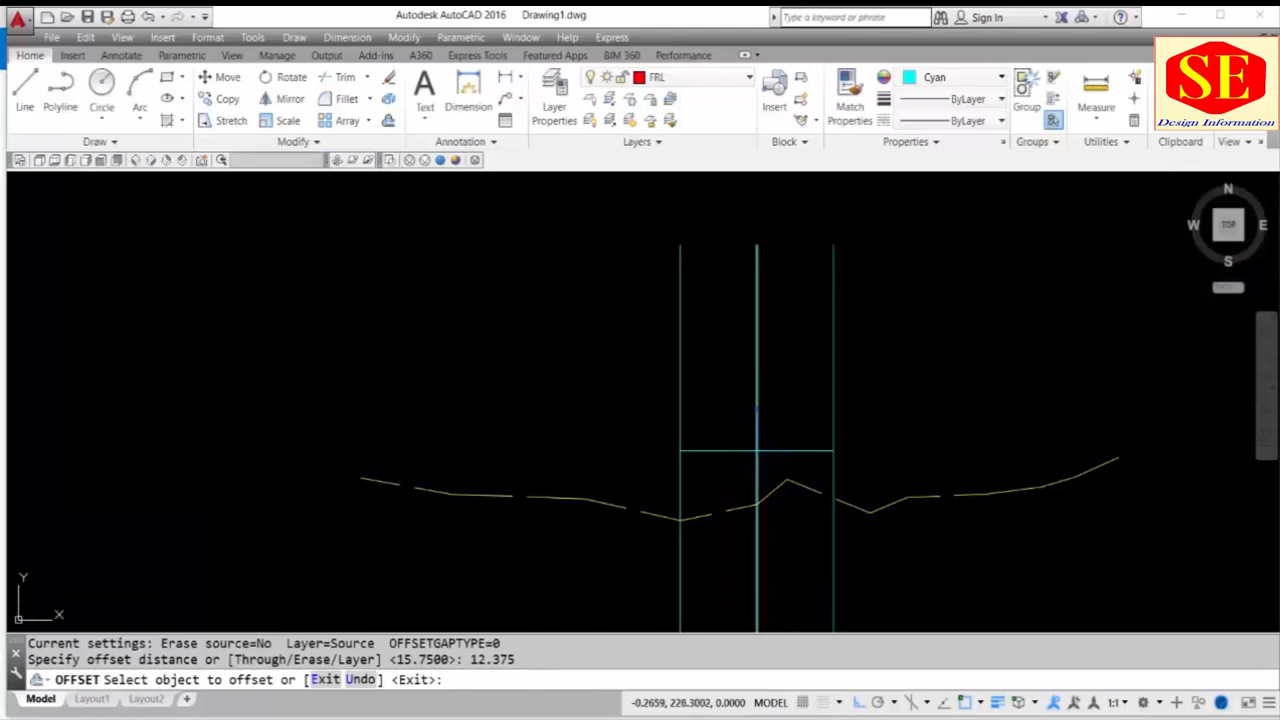 Autodesk AutoCAD 2016 Drawing1.dwg
Type a keyword or phrase
Sign In
File Edit View Insert Format Tools Draw Dimension Modify Parametric Window Help Express
Home Insert Annotate Parametric View Manage Output Add-ins A360 Express Tools Featured Apps BIM 360 Performance
SE
Design Information
Line Polyline Circle Arc
Move Rotate Trim
Copy Mirror Fillet
Stretch Scale Array
Text Dimension
Layer Properties
FRL
Insert
Match Properties
Cyan
ByLayer
ByLayer
Group
Measure
Draw Modify Annotation Layers Block Properties Groups Utilities Clipboard View
N
W TOP E
S
Y
X
Current settings: Erase source=No Layer=Source OFFSETGAPTYPE=0
Specify offset distance or [Through/Erase/Layer] <15.7500>: 12.375
OFFSET Select object to offset or [Exit Undo] <Exit>:
Model Layout1 Layout2 +
-0.2659, 228.3002, 0.0000 MODEL 1:1